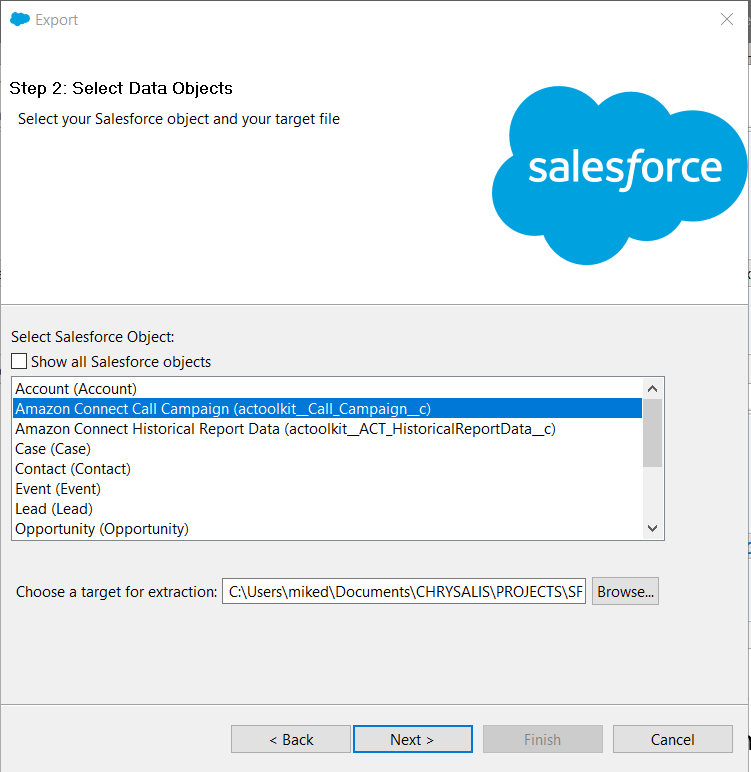 Export
Step 2: Select Data Objects
Select your Salesforce object and your target file
salesforce
Select Salesforce Object:
Show all Salesforce objects
Account (Account)
Amazon Connect Call Campaign (actoolkit__Call_Campaign__c)
Amazon Connect Historical Report Data (actoolkit__ACT_HistoricalReportData__c)
Case (Case)
Contact (Contact)
Event (Event)
Lead (Lead)
Opportunity (Opportunity)
Choose a target for extraction: C:\Users\miked\Documents\CHRYSALIS\PROJECTS\SF Browse...
< Back Next > Finish Cancel